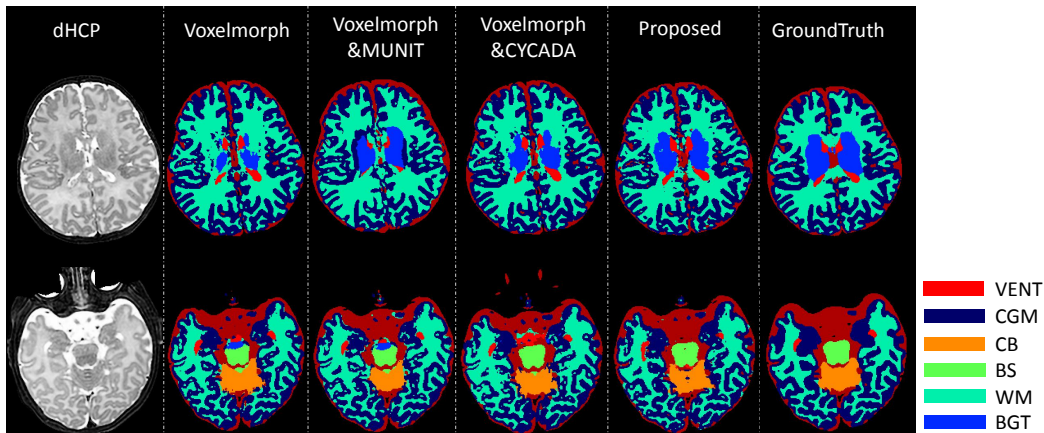 dHCP
Voxelmorph
Voxelmorph
&MUNIT
Voxelmorph
&CYCADA
Proposed
GroundTruth
VENT
CGM
CB
BS
WM
BGT